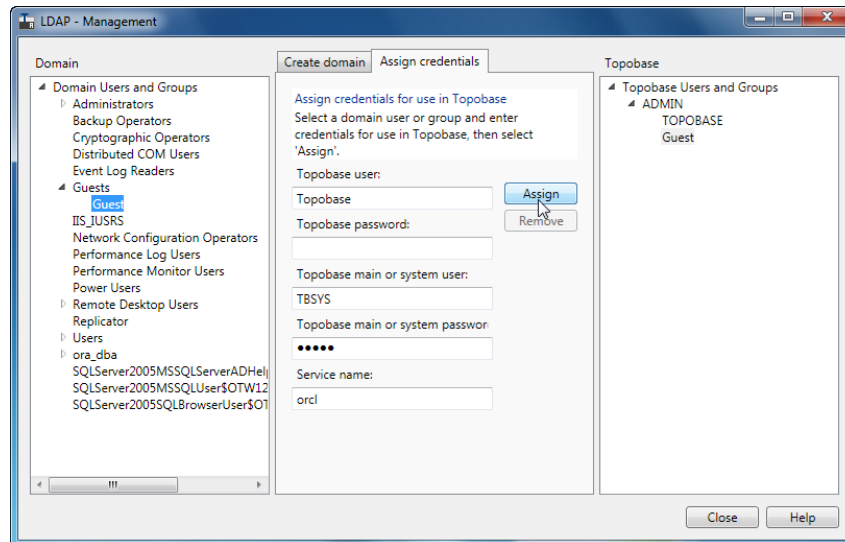 LDAP - Management
Domain
Domain Users and Groups
Administrators
Backup Operators
Cryptographic Operators
Distributed COM Users
Event Log Readers
Guests
Guest
IIS_IUSRS
Network Configuration Operators
Performance Log Users
Performance Monitor Users
Power Users
Remote Desktop Users
Replicator
Users
ora_dba
SQLServer2005MSSQLServerADHel
SQLServer2005MSSQLUser$OTW12
SQLServer2005SQLBrowserUser$OT
Create domain
Assign credentials
Assign credentials for use in Topobase
Select a domain user or group and enter
credentials for use in Topobase, then select
'Assign'.
Topobase user:
Topobase
Assign
Topobase password:
Remove
Topobase main or system user:
TBSYS
Topobase main or system passwor
•••••
Service name:
orcl
Topobase
Topobase Users and Groups
ADMIN
TOPOBASE
Guest
Close
Help